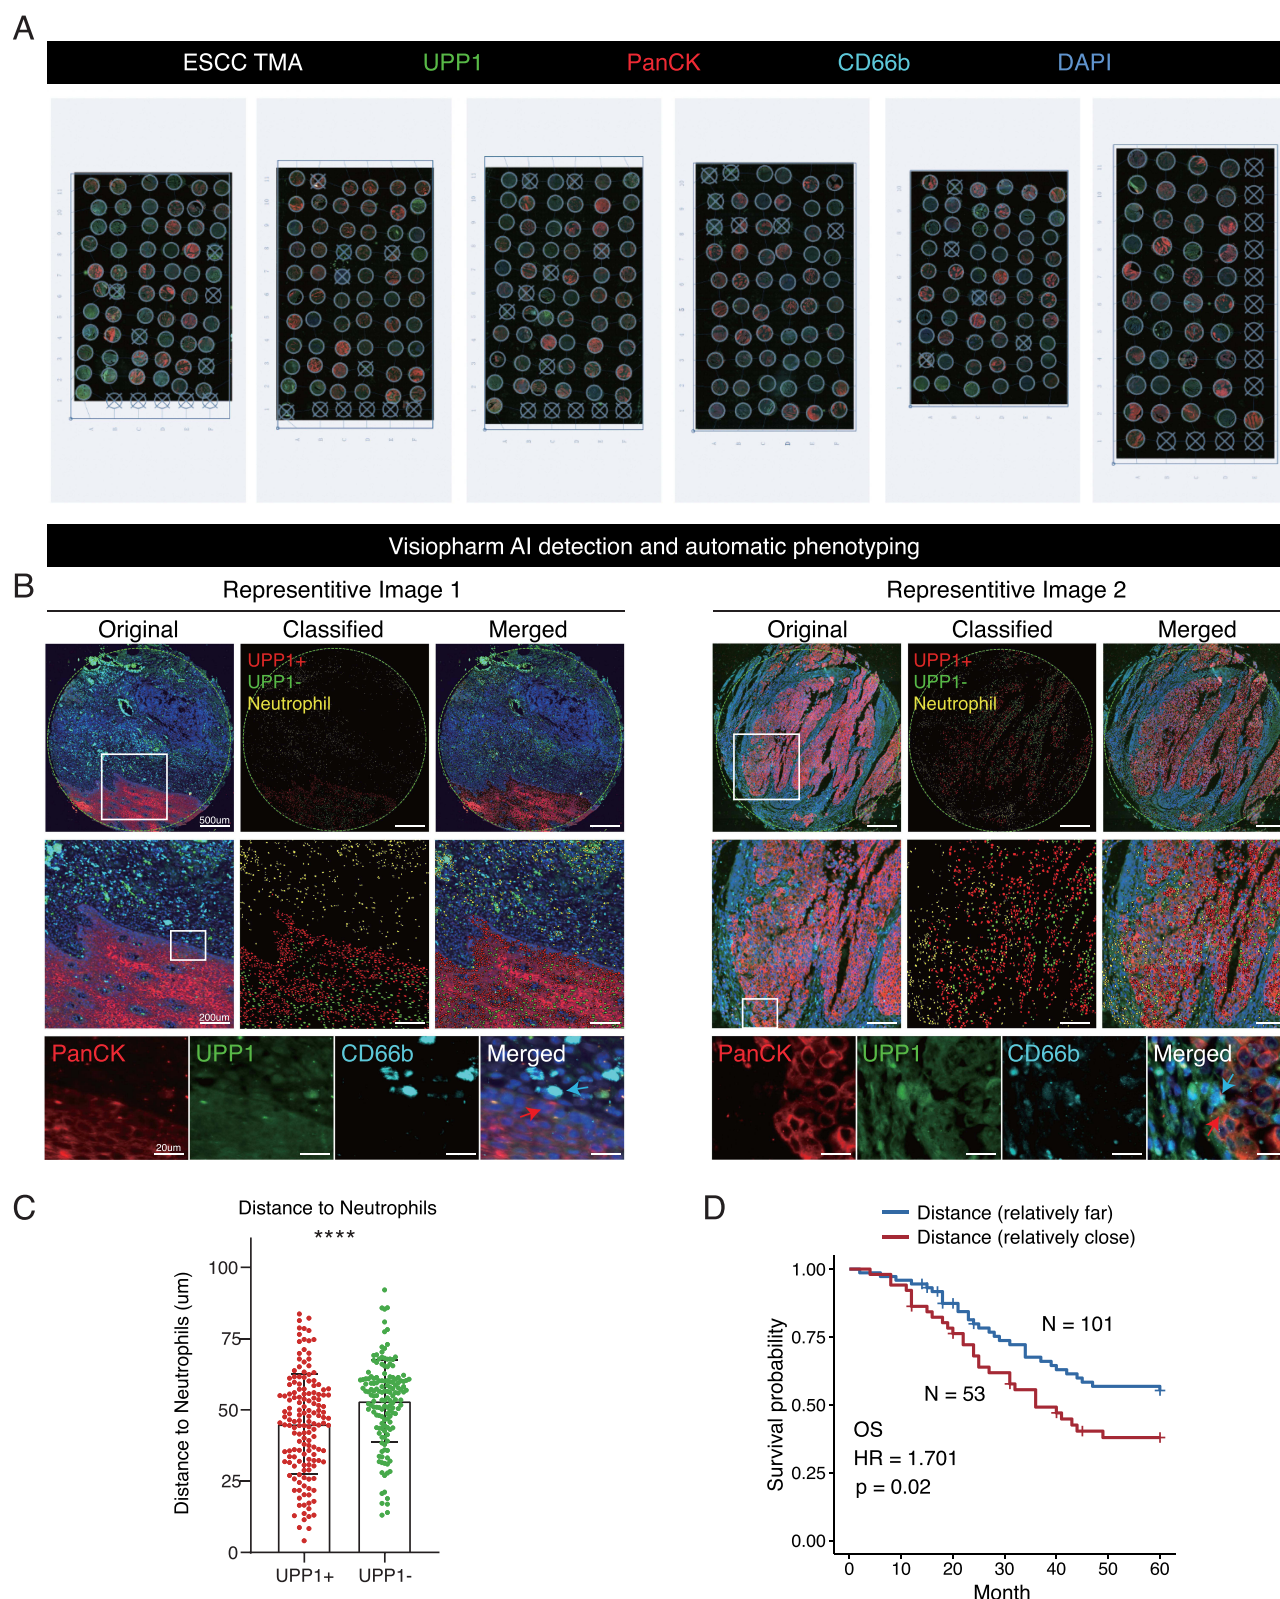 A
ESCC TMA UPP1 PanCK CD66b DAPI
Visiopharm AI detection and automatic phenotyping
B
Representitive Image 1 Representitive Image 2
Original Classified Merged Original Classified Merged
UPP1+ UPP1+
UPP1- UPP1-
Neutrophil Neutrophil
500um
200um
PanCK UPP1 CD66b Merged PanCK UPP1 CD66b Merged
20um
C
Distance to Neutrophils
****
Distance to Neutrophils (um)
100
75
50
25
0
UPP1+ UPP1-
D
Distance (relatively far)
Distance (relatively close)
Survival probability
1.00
0.75
0.50
0.25
0.00
N = 101
N = 53
OS
HR = 1.701
p = 0.02
0 10 20 30 40 50 60
Month